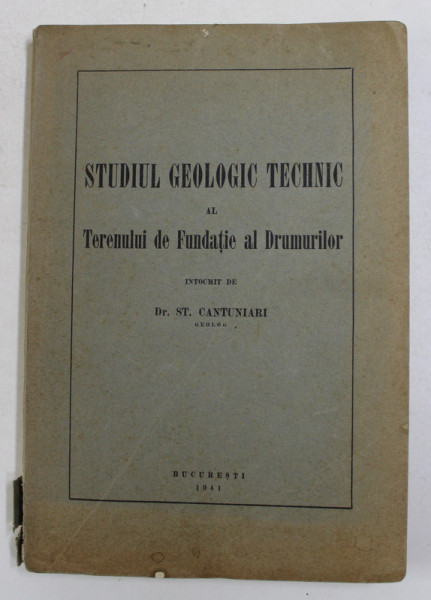 STUDIUL GEOLOGIC TECHNIC
AL
Terenului de Fundație al Drumurilor
INTOCMIT DE
Dr. ST. CANTUNIARI
GEOLOG
BUCUREȘTI
1941